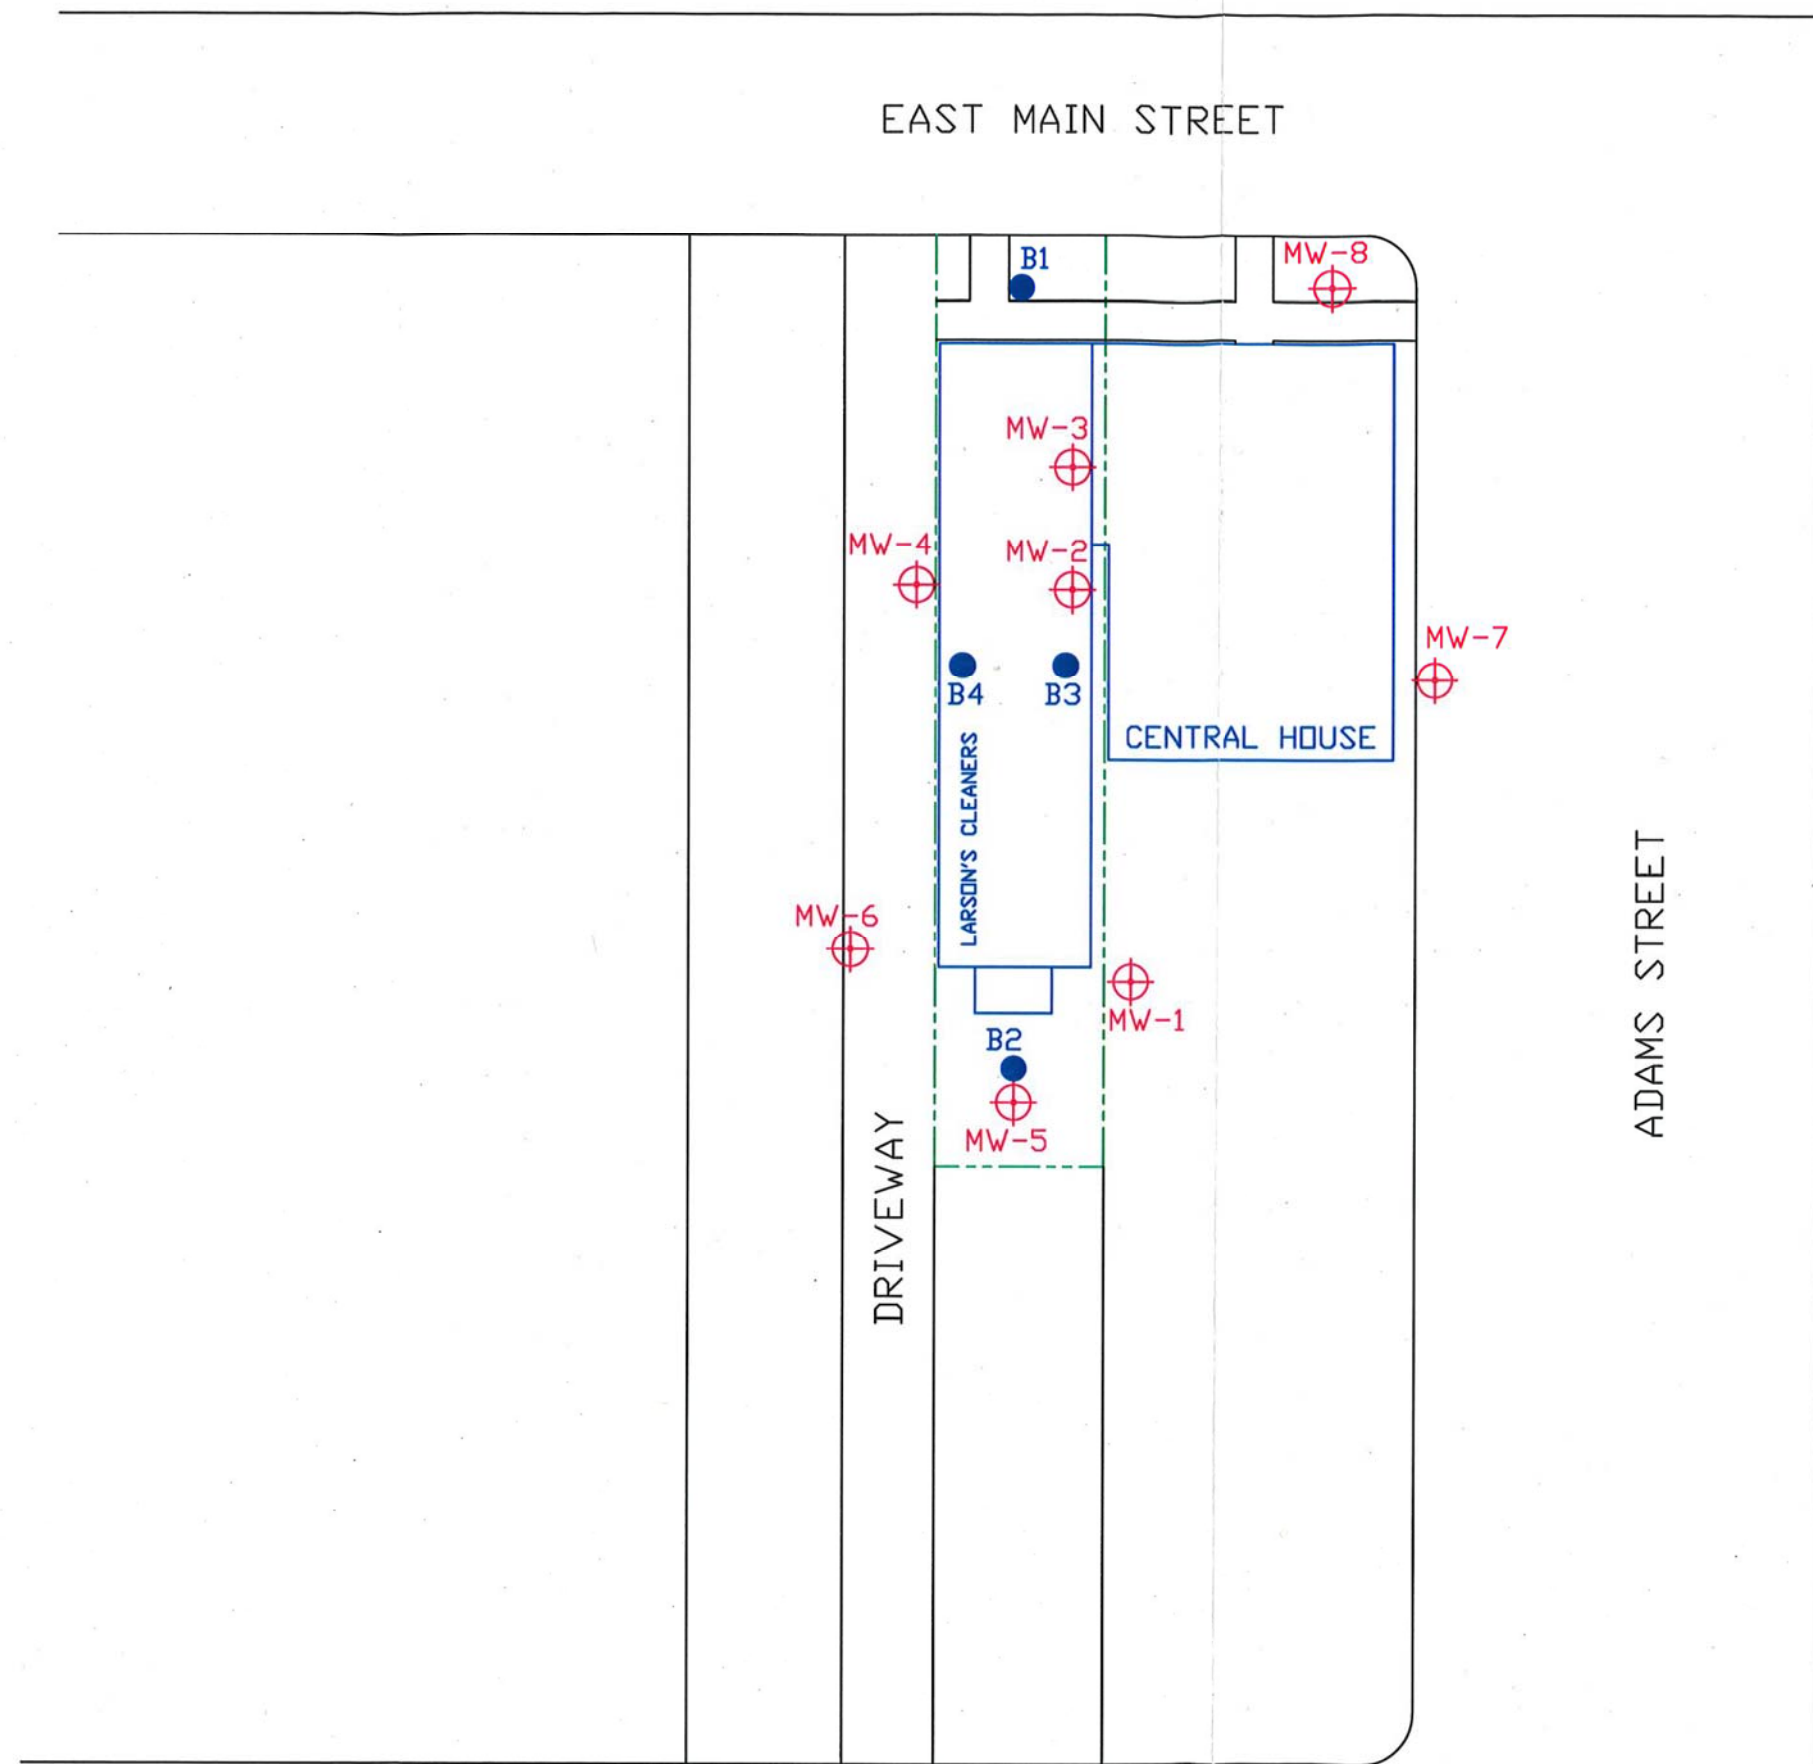 EAST MAIN STREET
B1
MW-8
MW-3
MW-4
MW-2
MW-7
B4
B3
CENTRAL HOUSE
LARSON'S CLEANERS
ADAMS STREET
MW-6
MW-1
B2
MW-5
DRIVEWAY